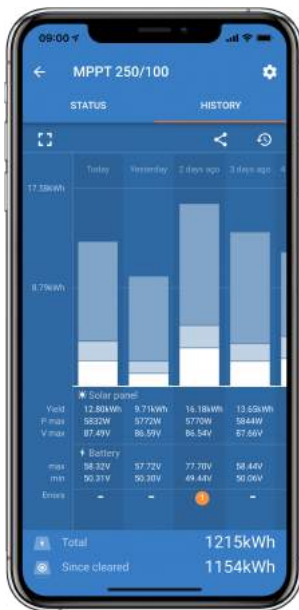 09:00
MPPT 250/100
STATUS HISTORY
Today Yesterday 2 days ago 3 days ago 4
17.58kWh
8.79kWh
Solar panel
Yield 12.80kWh 9.71kWh 16.18kWh 13.65kWh
P max 5832W 5772W 5770W 5844W
V max 87.49V 86.59V 86.54V 87.66V
Battery
max 58.32V 57.72V 77.70V 58.44V
min 50.31V 50.30V 49.44V 50.06V
Errors - - 1 -
Total 1215kWh
Since cleared 1154kWh